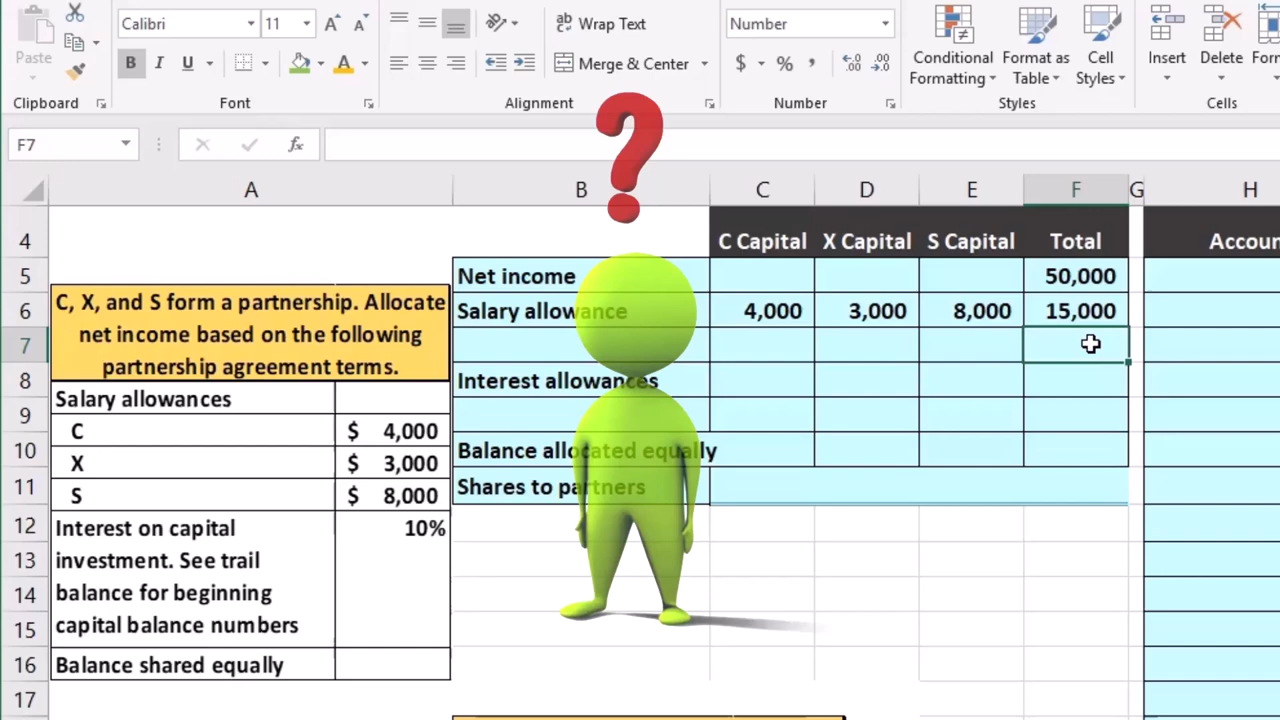 Calibri 11 Wrap Text Number
Paste B I U Merge & Center $ % , Conditional Format as Cell Insert Delete
Formatting Table Styles
Clipboard Font Alignment Number Styles Cells
F7 fx
A B C D E F G H
4 C Capital X Capital S Capital Total
5 Net income 50,000
C, X, and S form a partnership. Allocate
6 Salary allowance 4,000 3,000 8,000 15,000
net income based on the following
7
partnership agreement terms.
8 Interest allowances
Salary allowances
9
C $ 4,000
10 Balance allocated equally
X $ 3,000
11 Shares to partners
S $ 8,000
12 Interest on capital 10%
13 investment. See trail
14 balance for beginning
15 capital balance numbers
16 Balance shared equally
17
?